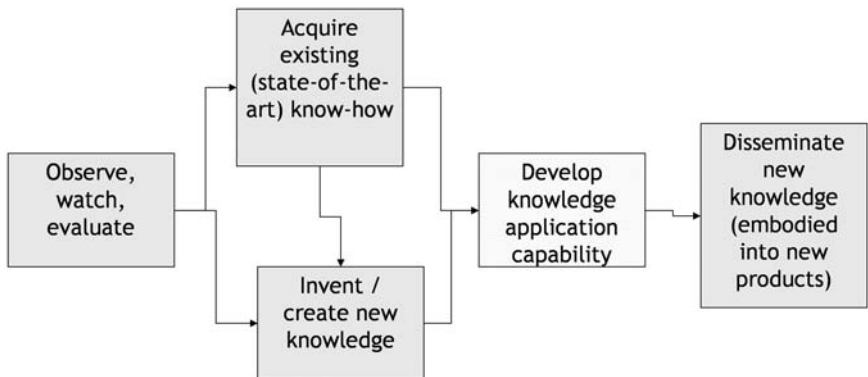 Acquire
existing
(state-of-the-
art) know-how
Observe,
watch,
evaluate
Invent /
create new
knowledge
Develop
knowledge
application
capability
Disseminate
new
knowledge
(embodied
into new
products)